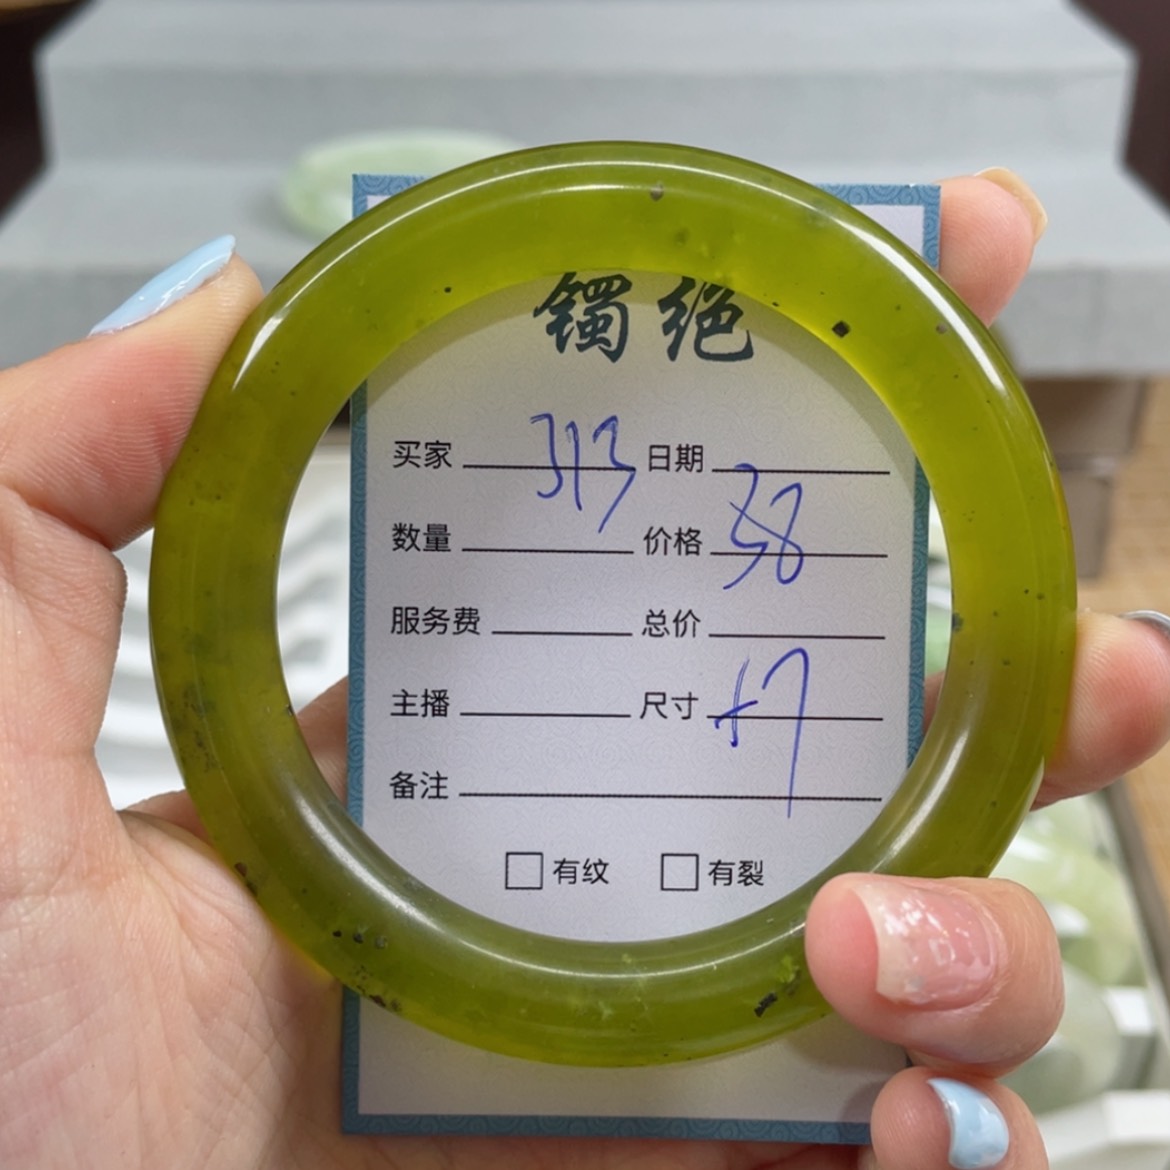 镯绝
买家 313 日期
数量 价格 38
服务费 总价
主播 尺寸 57
备注
有纹 有裂